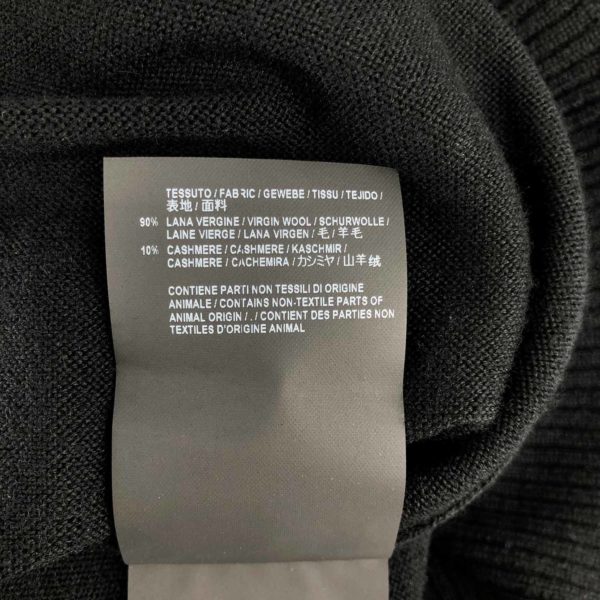 TESSUTO / FABRIC / GEWEBE / TISSU / TEJIDO /
表地 / 面料
90% LANA VERGINE / VIRGIN WOOL / SCHURWOLLE /
LAINE VIERGE / LANA VIRGEN / 毛 / 羊毛
10% CASHMERE / CASHMERE / KASCHMIR /
CASHMERE / CACHEMIRA / カシミヤ / 山羊绒
CONTIENE PARTI NON TESSILI DI ORIGINE
ANIMALE / CONTAINS NON-TEXTILE PARTS OF
ANIMAL ORIGIN / . / CONTIENT DES PARTIES NON
TEXTILES D'ORIGINE ANIMAL